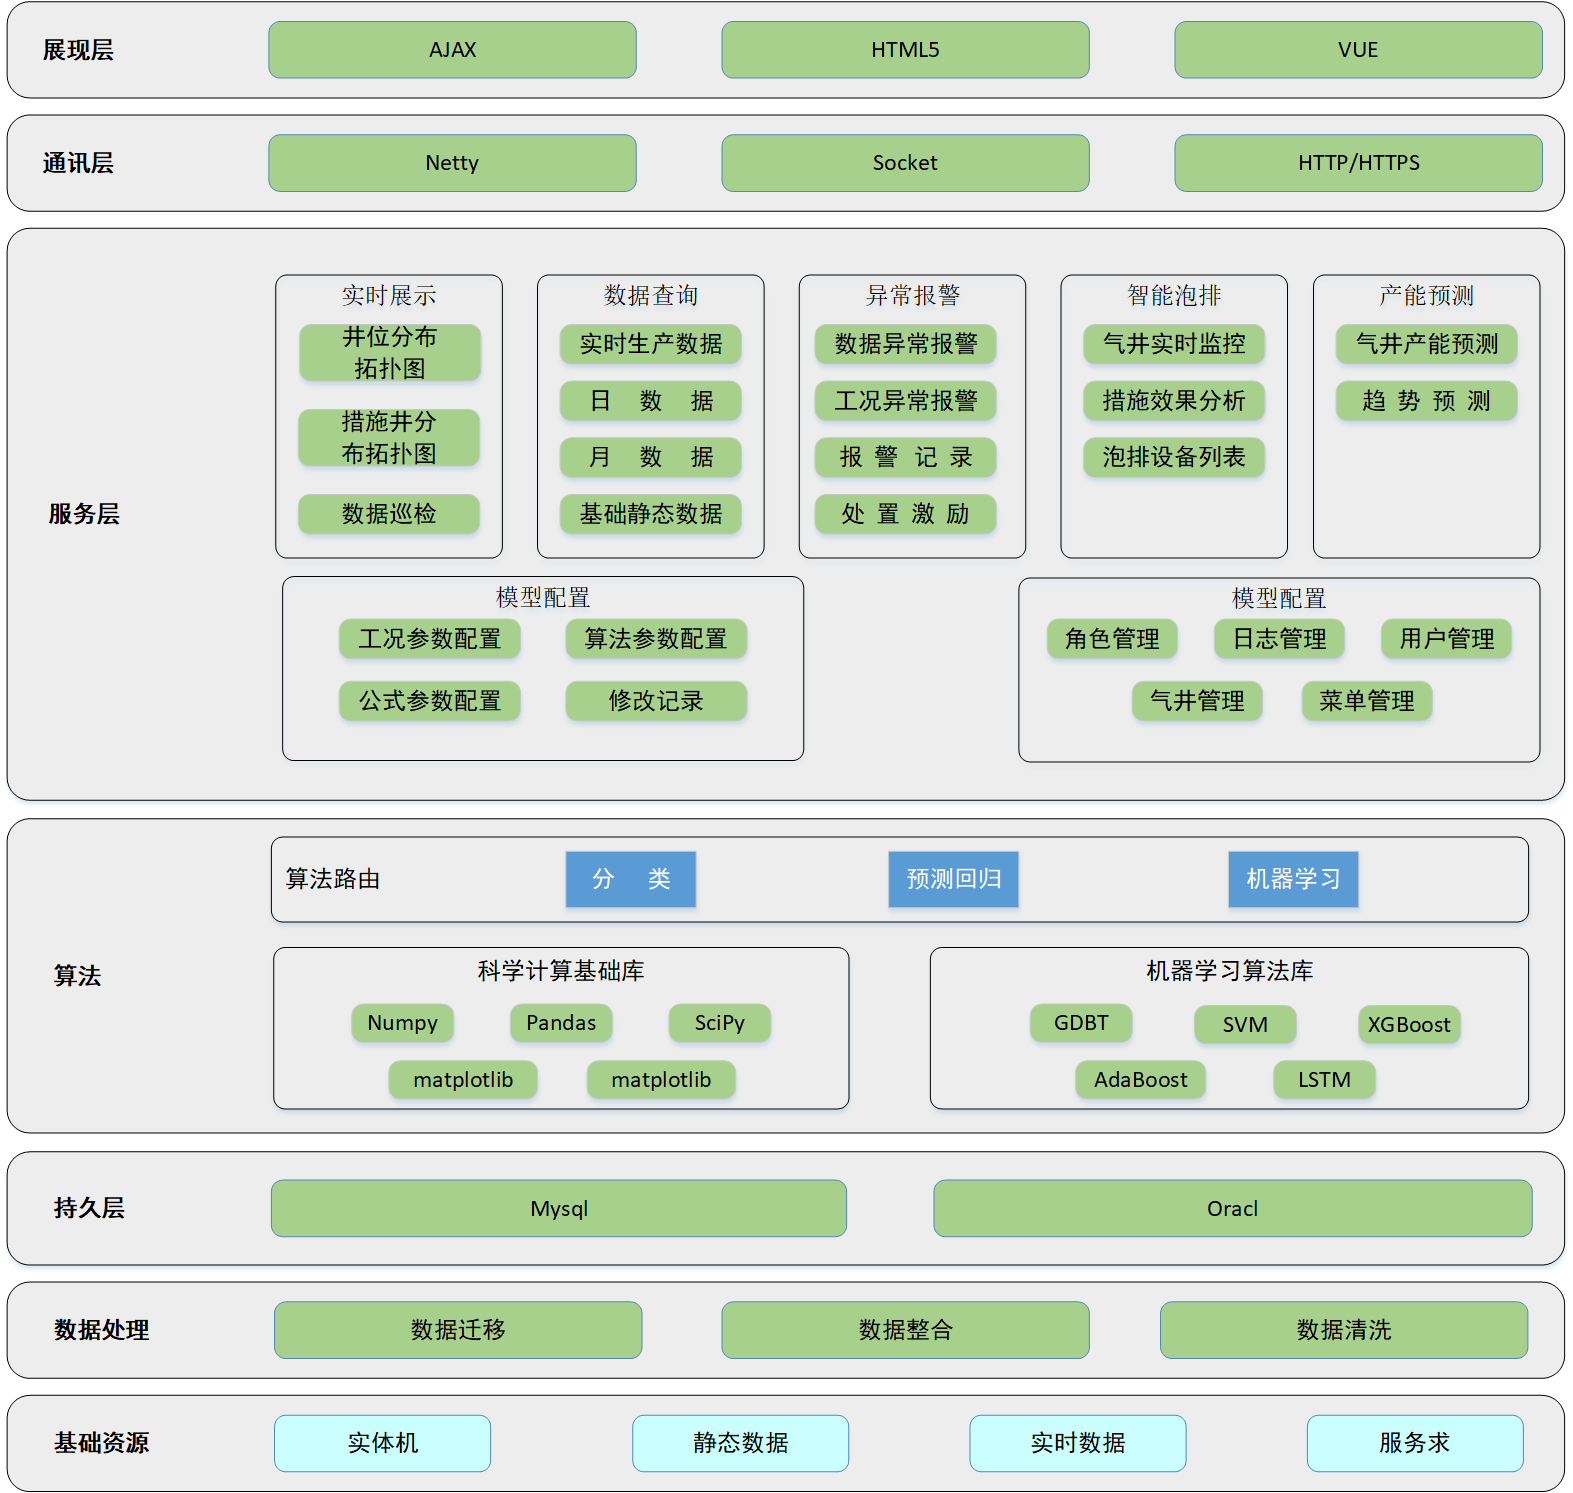 展现层
AJAX
HTML5
VUE
通讯层
Netty
Socket
HTTP/HTTPS
服务层
实时展示
井位分布
拓扑图
措施井分
布拓扑图
数据巡检
数据查询
实时生产数据
日 数 据
月 数 据
基础静态数据
异常报警
数据异常报警
工况异常报警
报 警 记 录
处 置 激 励
智能泡排
气井实时监控
措施效果分析
泡排设备列表
产能预测
气井产能预测
趋 势 预 测
模型配置
工况参数配置
算法参数配置
公式参数配置
修改记录
模型配置
角色管理
日志管理
用户管理
气井管理
菜单管理
算法
算法路由
分 类
预测回归
机器学习
科学计算基础库
Numpy
Pandas
SciPy
matplotlib
matplotlib
机器学习算法库
GDBT
SVM
XGBoost
AdaBoost
LSTM
持久层
Mysql
Oracl
数据处理
数据迁移
数据整合
数据清洗
基础资源
实体机
静态数据
实时数据
服务求